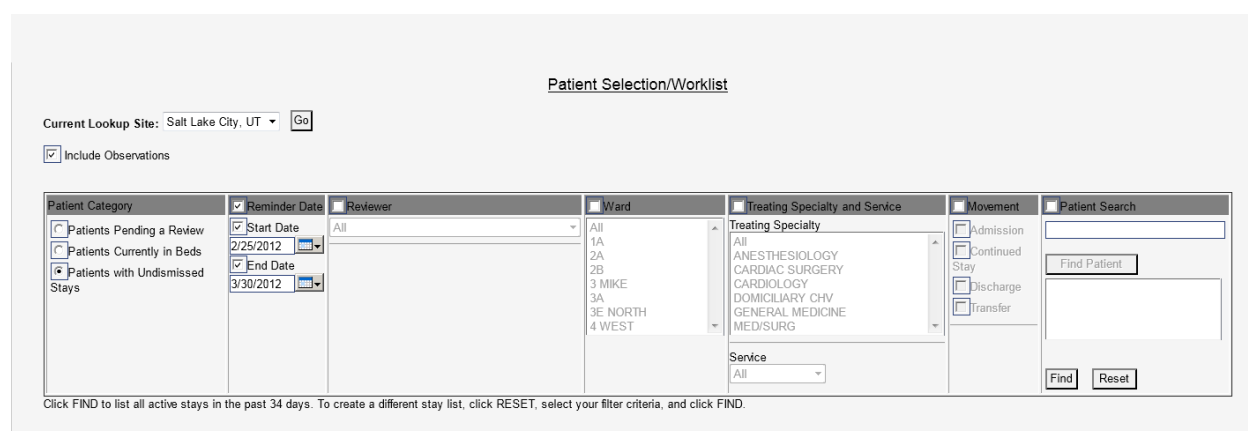 Patient Selection/Worklist
Current Lookup Site: Salt Lake City, UT Go
Include Observations
Patient Category
Patients Pending a Review
Patients Currently in Beds
Patients with Undismissed
Stays
Reminder Date
Start Date
2/25/2012
End Date
3/30/2012
Reviewer
All
Ward
All
1A
2A
2B
3 MIKE
3A
3E NORTH
4 WEST
Treating Specialty and Service
Treating Specialty
All
ANESTHESIOLOGY
CARDIAC SURGERY
CARDIOLOGY
DOMICILIARY CHV
GENERAL MEDICINE
MED/SURG
Service
All
Movement
Admission
Continued
Stay
Discharge
Transfer
Patient Search
Find Patient
Find Reset
Click FIND to list all active stays in the past 34 days. To create a different stay list, click RESET, select your filter criteria, and click FIND.